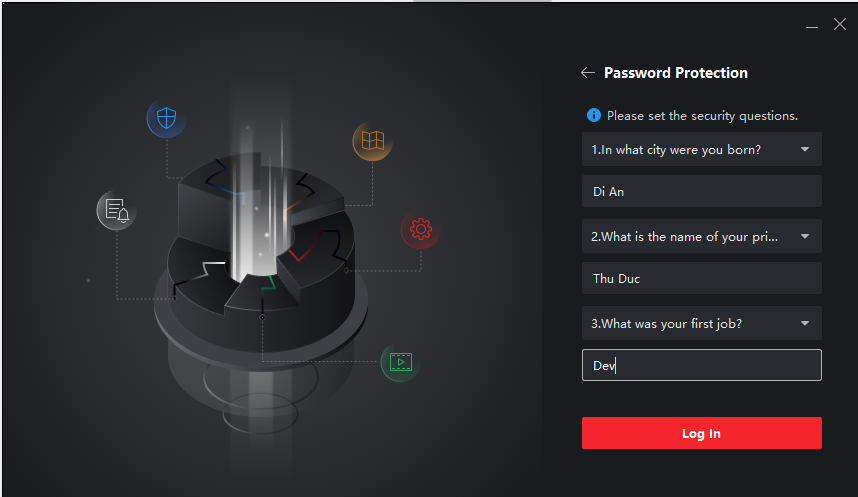 Password Protection
Please set the security questions.
1.In what city were you born?
Di An
2.What is the name of your pri...
Thu Duc
3.What was your first job?
Dev
Log In